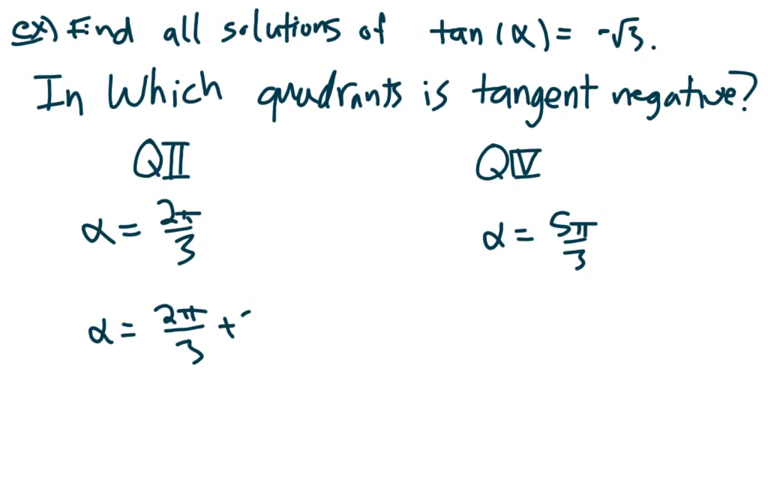 ex) Find all solutions of tan(α) = -√3.
In Which quadrants is tangent negative?
QII QIV
α = 2π/3 α = 5π/3
α = 2π/3 +